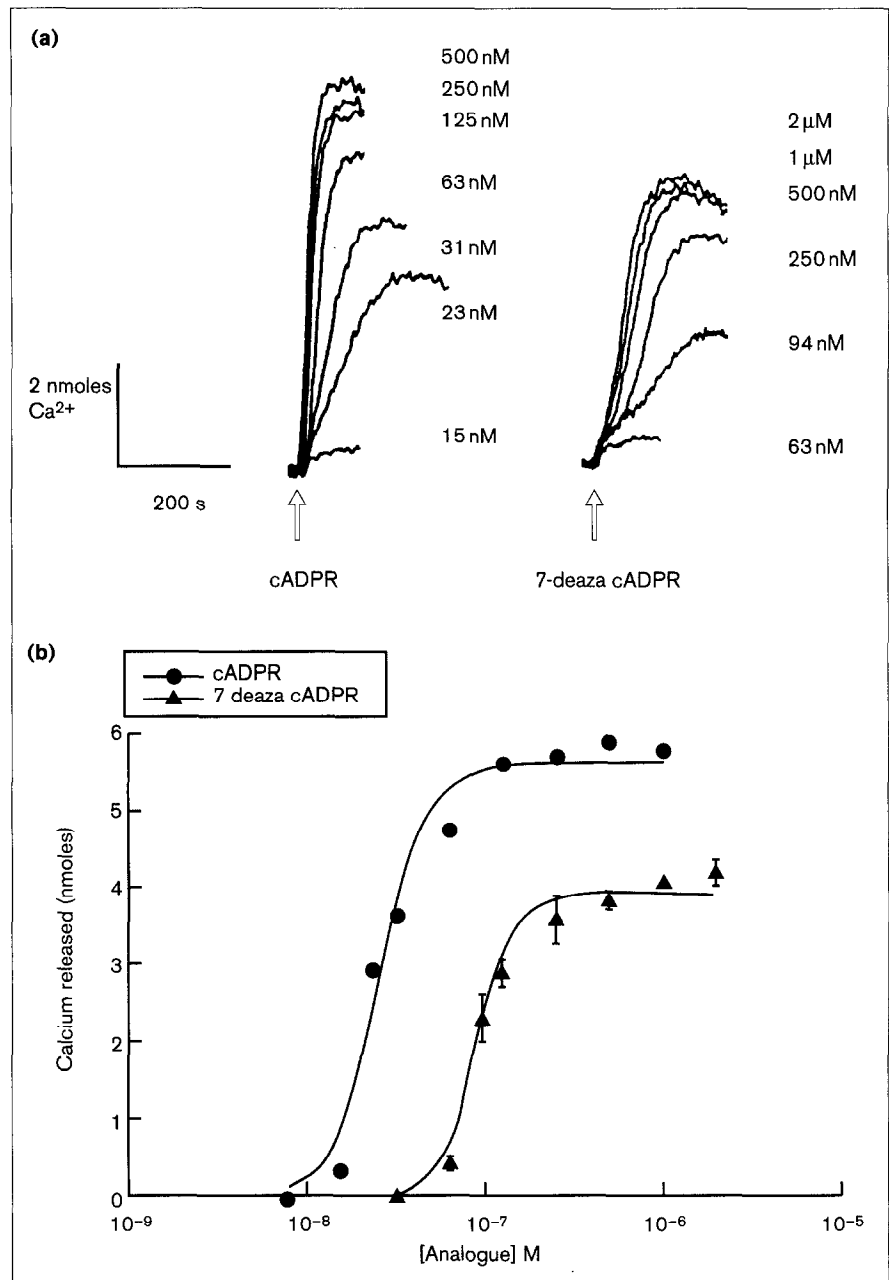 (a)
500 nM
250 nM
125 nM
63 nM
31 nM
23 nM
15 nM
2 µM
1 µM
500 nM
250 nM
94 nM
63 nM
2 nmoles
Ca²⁺
200 s
cADPR
7-deaza cADPR
(b)
cADPR
7 deaza cADPR
Calcium released (nmoles)
6
5
4
3
2
1
0
10⁻⁹
10⁻⁸
10⁻⁷
10⁻⁶
10⁻⁵
[Analogue] M